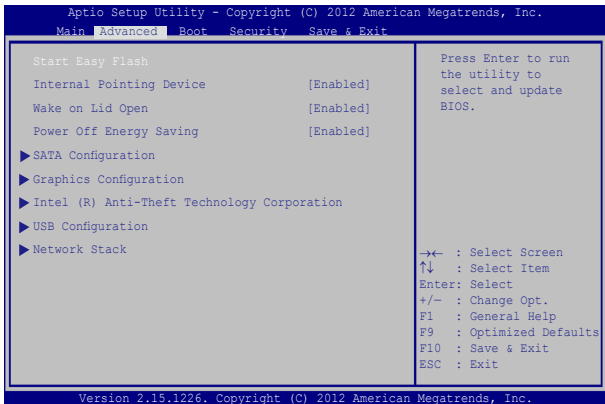 Aptio Setup Utility - Copyright (C) 2012 American Megatrends, Inc.
Main Advanced Boot Security Save & Exit
Start Easy Flash
Internal Pointing Device [Enabled]
Wake on Lid Open [Enabled]
Power Off Energy Saving [Enabled]
▶ SATA Configuration
▶ Graphics Configuration
▶ Intel (R) Anti-Theft Technology Corporation
▶ USB Configuration
▶ Network Stack
Press Enter to run
the utility to
select and update
BIOS.
→← : Select Screen
↑↓ : Select Item
Enter: Select
+/— : Change Opt.
F1 : General Help
F9 : Optimized Defaults
F10 : Save & Exit
ESC : Exit
Version 2.15.1226. Copyright (C) 2012 American Megatrends, Inc.